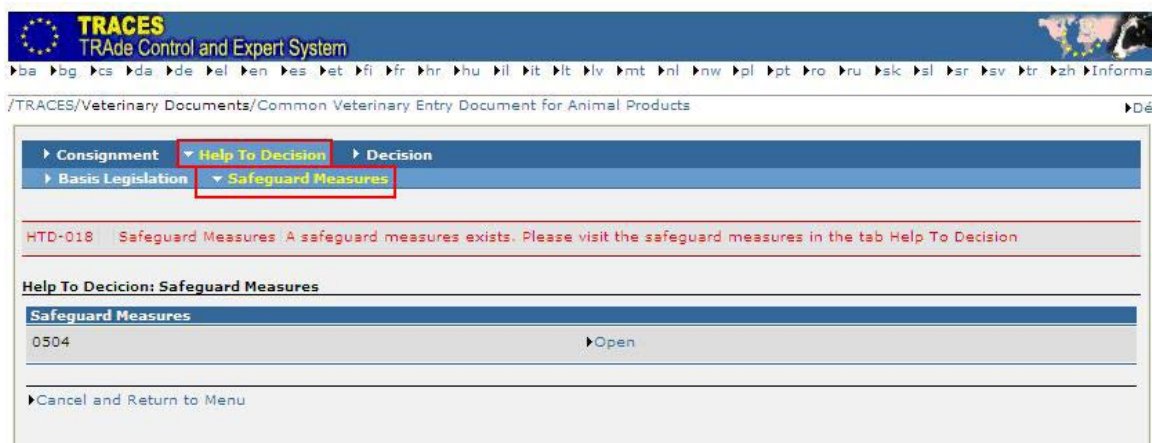 TRACES
TRAde Control and Expert System
ba bg cs da de el en es et fi fr hr hu il it lt lv mt nl nw pl pt ro ru sk sl sr sv tr zh Informa
/TRACES/Veterinary Documents/Common Veterinary Entry Document for Animal Products Dé
Consignment Help To Decision Decision
Basis Legislation Safeguard Measures
HTD-018 Safeguard Measures A safeguard measures exists. Please visit the safeguard measures in the tab Help To Decision
Help To Decicion: Safeguard Measures
Safeguard Measures
0504 Open
Cancel and Return to Menu